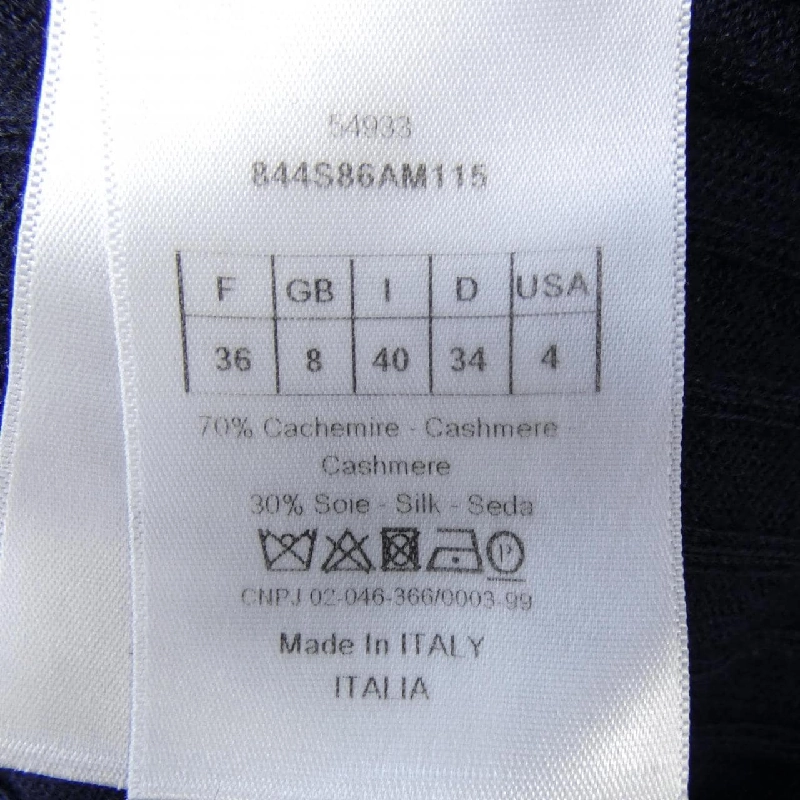 54933
844S86AM115
F GB I D USA
36 8 40 34 4
70% Cachemire - Cashmere -
Cashmere
30% Soie - Silk - Seda
P
CNPJ 02-046-366/0003-99
Made In ITALY
ITALIA